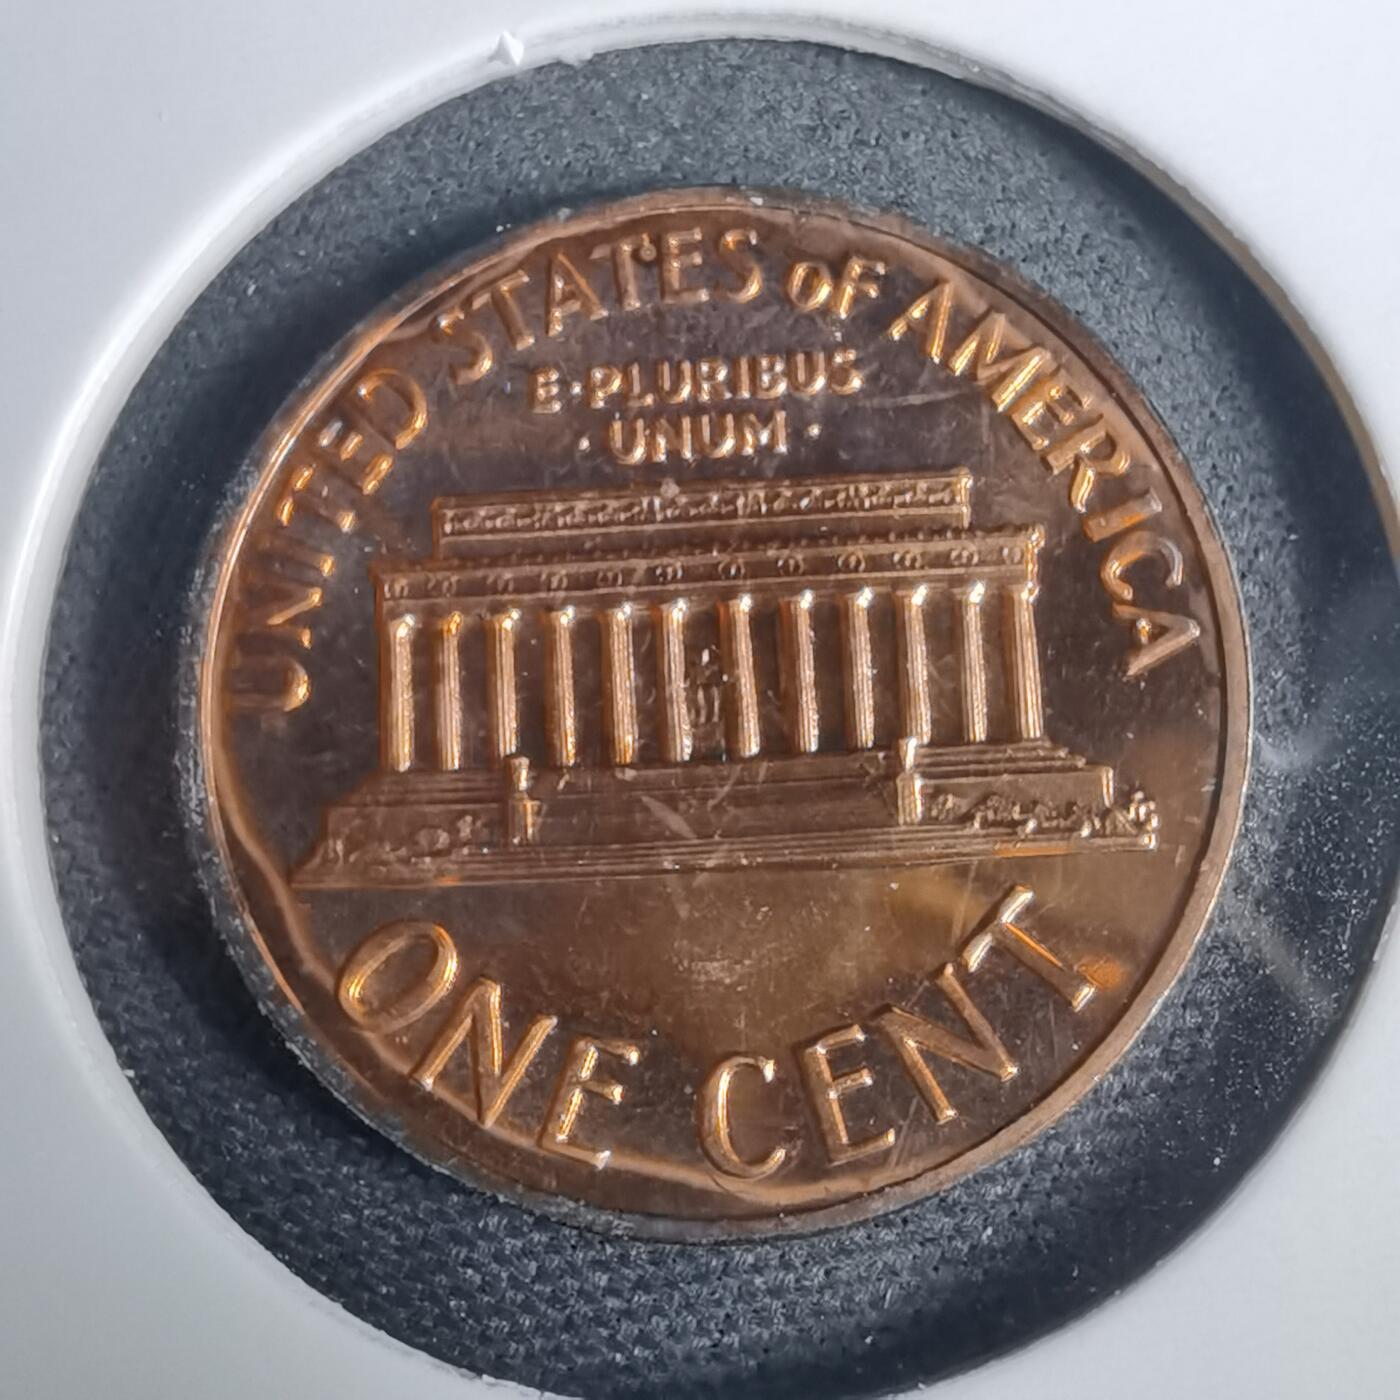 UNITED STATES oF AMERICA
E·PLURIBUS
·UNUM·
ONE CENT